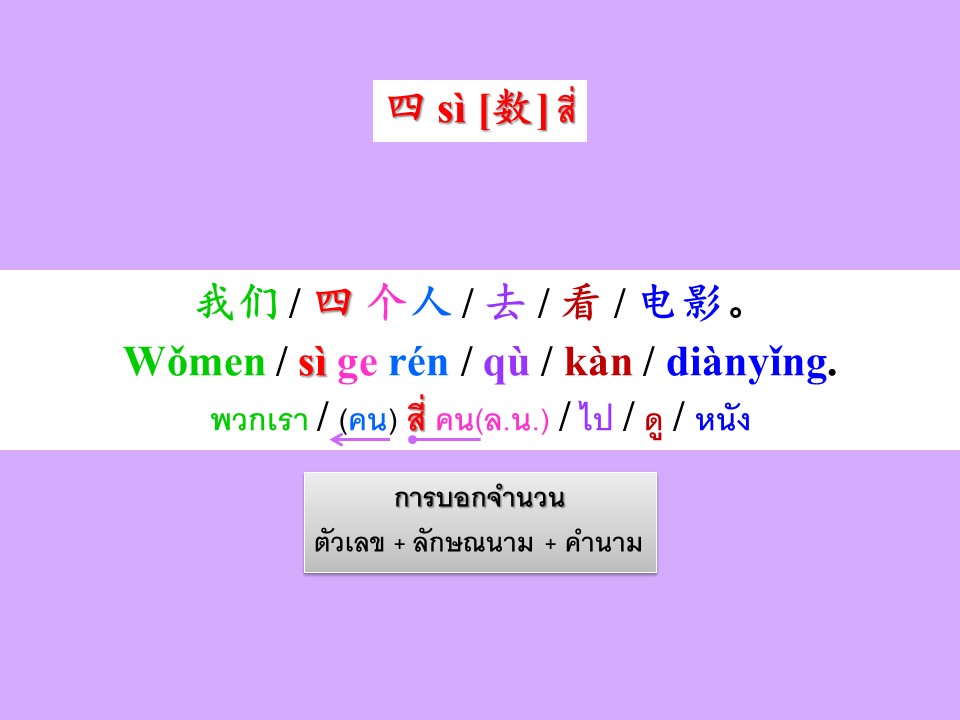 四 sì [数] สี่
我们 / 四 个人 / 去 / 看 / 电影。
Wǒmen / sì ge rén / qù / kàn / diànyǐng.
พวกเรา / (คน) สี่ คน(ล.น.) / ไป / ดู / หนัง
การบอกจำนวน
ตัวเลข + ลักษณนาม + คำนาม